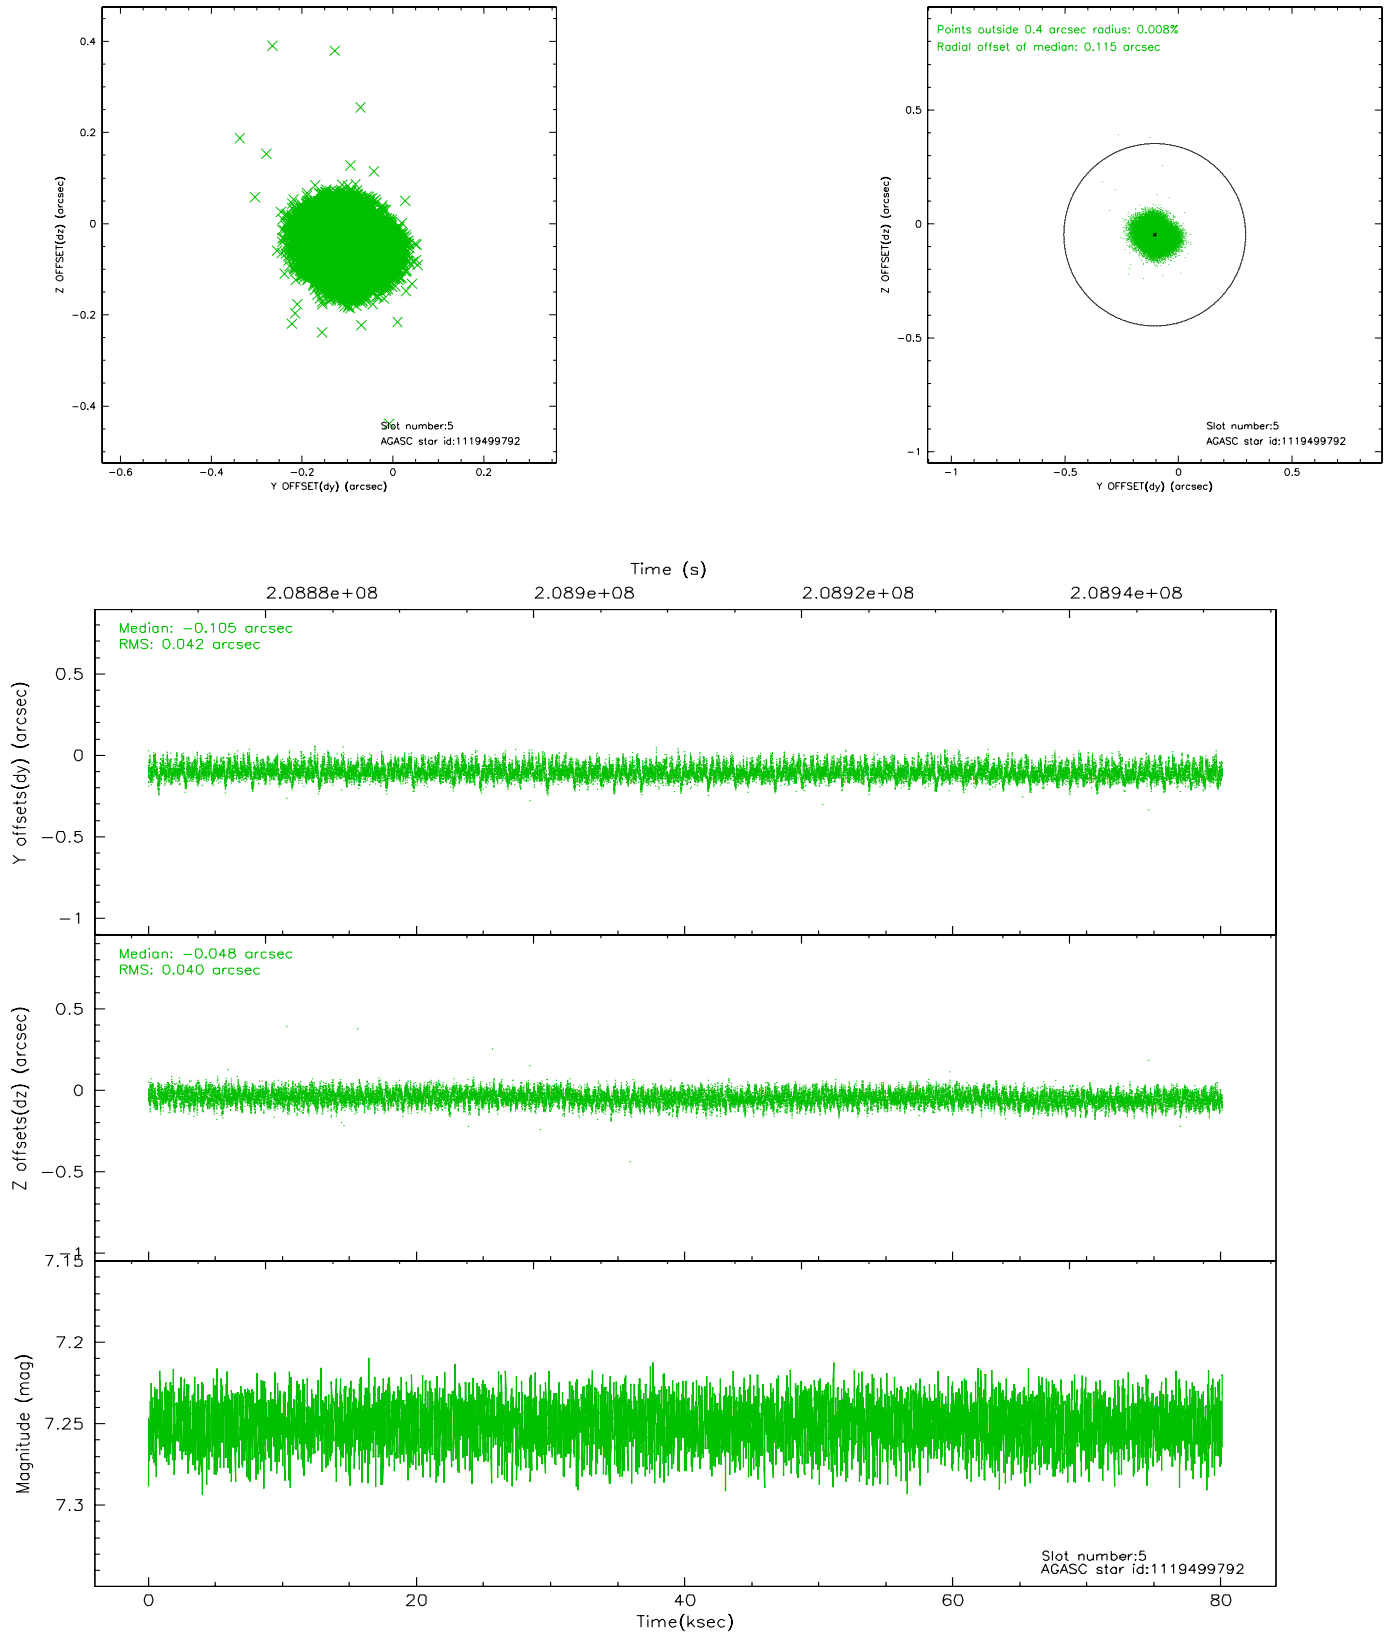 Points outside 0.4 arcsec radius: 0.008%
Radial offset of median: 0.115 arcsec
0.4
0.2
0
−0.2
−0.4
Z OFFSET(dz) (arcsec)
Slot number:5
AGASC star id:1119499792
−0.6 −0.4 −0.2 0 0.2
Y OFFSET(dy) (arcsec)
0.5
0
−0.5
−1
Z OFFSET(dz) (arcsec)
Slot number:5
AGASC star id:1119499792
−1 −0.5 0 0.5
Y OFFSET(dy) (arcsec)
Time (s)
2.0888e+08 2.089e+08 2.0892e+08 2.0894e+08
Median: −0.105 arcsec
RMS: 0.042 arcsec
0.5
0
−0.5
−1
Y offsets(dy) (arcsec)
Median: −0.048 arcsec
RMS: 0.040 arcsec
0.5
0
−0.5
−1
Z offsets(dz) (arcsec)
7.15
7.2
7.25
7.3
Magnitude (mag)
Slot number:5
AGASC star id:1119499792
0 20 40 60 80
Time(ksec)